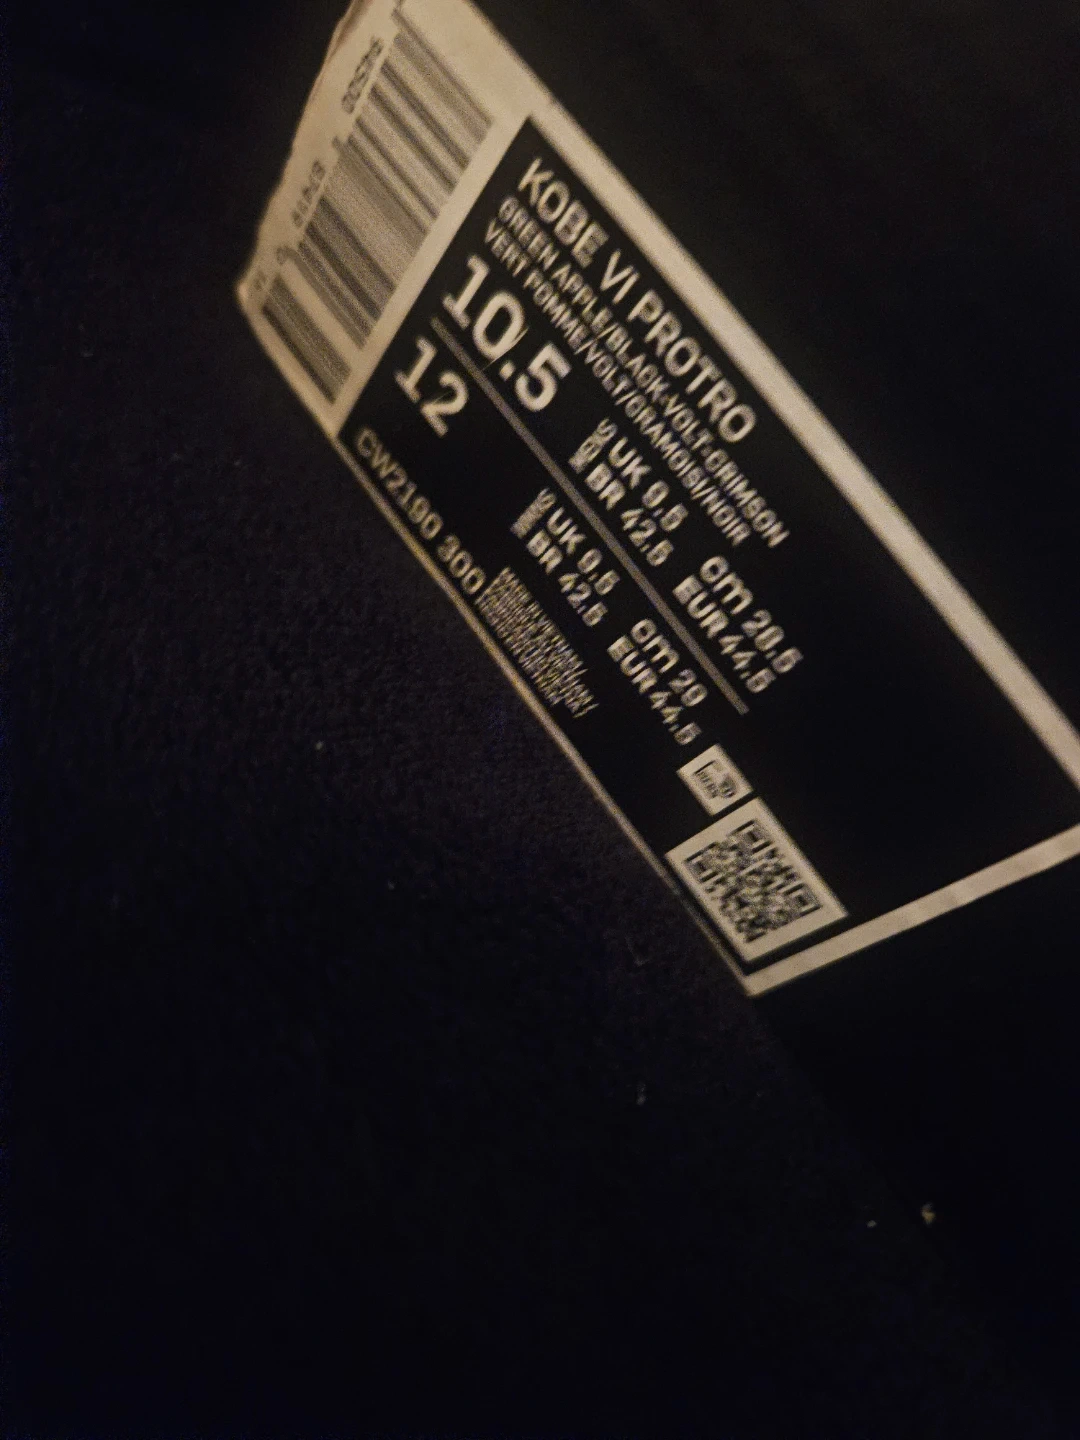 KOBE VI PROTRO
GREEN APPLE/BLACK-VOLT-CRIMSON
VERT POMME/VOLT/CRAMOISI/NOIR
10.5
UK 9.5
BR 42.5
cm 28.5
EUR 44.5
12
UK 9.5
BR 42.5
cm 29
EUR 44.5
CW2190 300